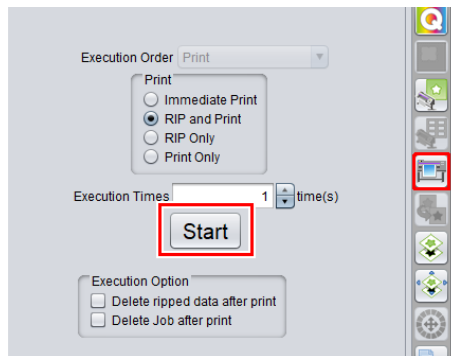 Execution Order Print
Print
Immediate Print
RIP and Print
RIP Only
Print Only
Execution Times 1 time(s)
Start
Execution Option
Delete ripped data after print
Delete Job after print